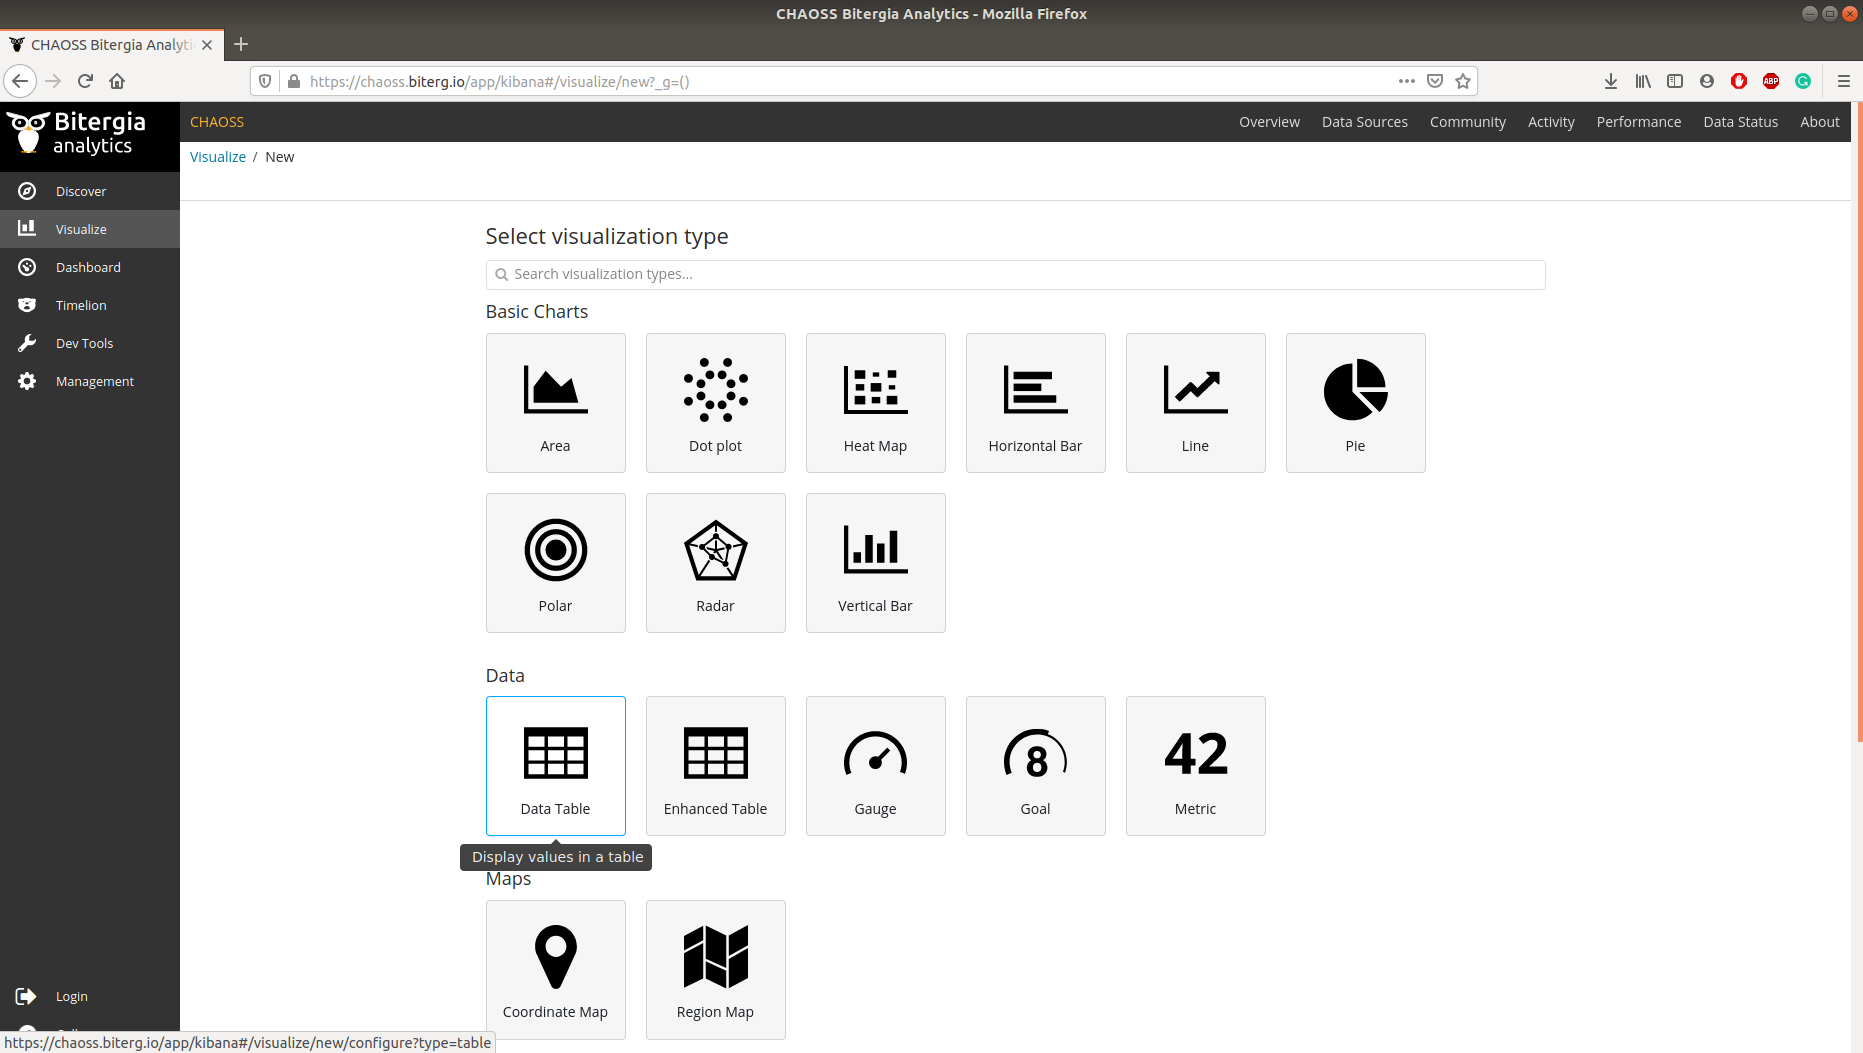 CHAOSS Bitergia Analytics - Mozilla Firefox
CHAOSS Bitergia Analyti
https://chaoss.biterg.io/app/kibana#/visualize/new?_g=()
ABP
Bitergia
analytics
CHAOSS
Overview Data Sources Community Activity Performance Data Status About
Visualize / New
Discover
Visualize
Dashboard
Timelion
Dev Tools
Management
Select visualization type
Search visualization types...
Basic Charts
Area Dot plot Heat Map Horizontal Bar Line Pie
Polar Radar Vertical Bar
Data
8 42
Data Table Enhanced Table Gauge Goal Metric
Display values in a table
Maps
Coordinate Map Region Map
Login
https://chaoss.biterg.io/app/kibana#/visualize/new/configure?type=table